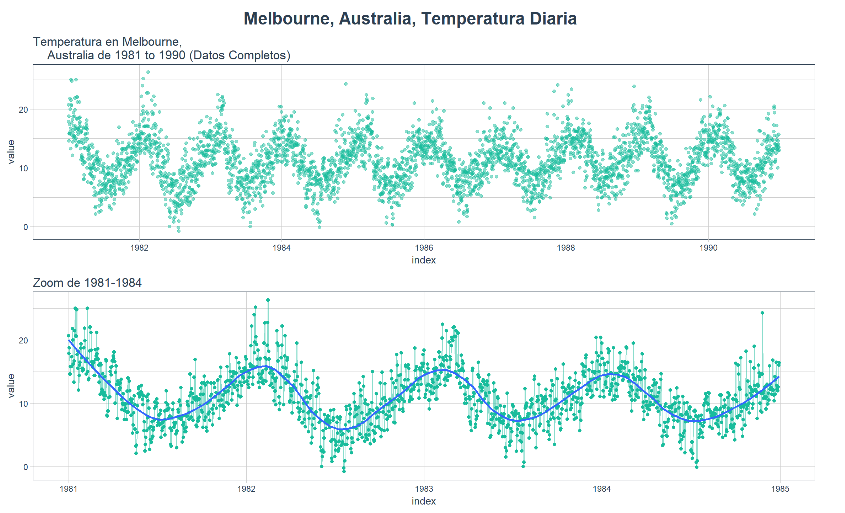 Melbourne, Australia, Temperatura Diaria
Temperatura en Melbourne,
Australia de 1981 to 1990 (Datos Completos)
value
20
10
0
1982 1984 1986 1988 1990
index
Zoom de 1981-1984
value
20
10
0
1981 1982 1983 1984 1985
index